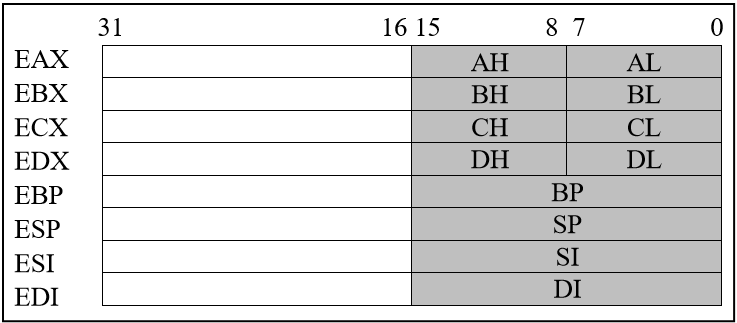 31 16 15 8 7 0
EAX AH AL
EBX BH BL
ECX CH CL
EDX DH DL
EBP BP
ESP SP
ESI SI
EDI DI